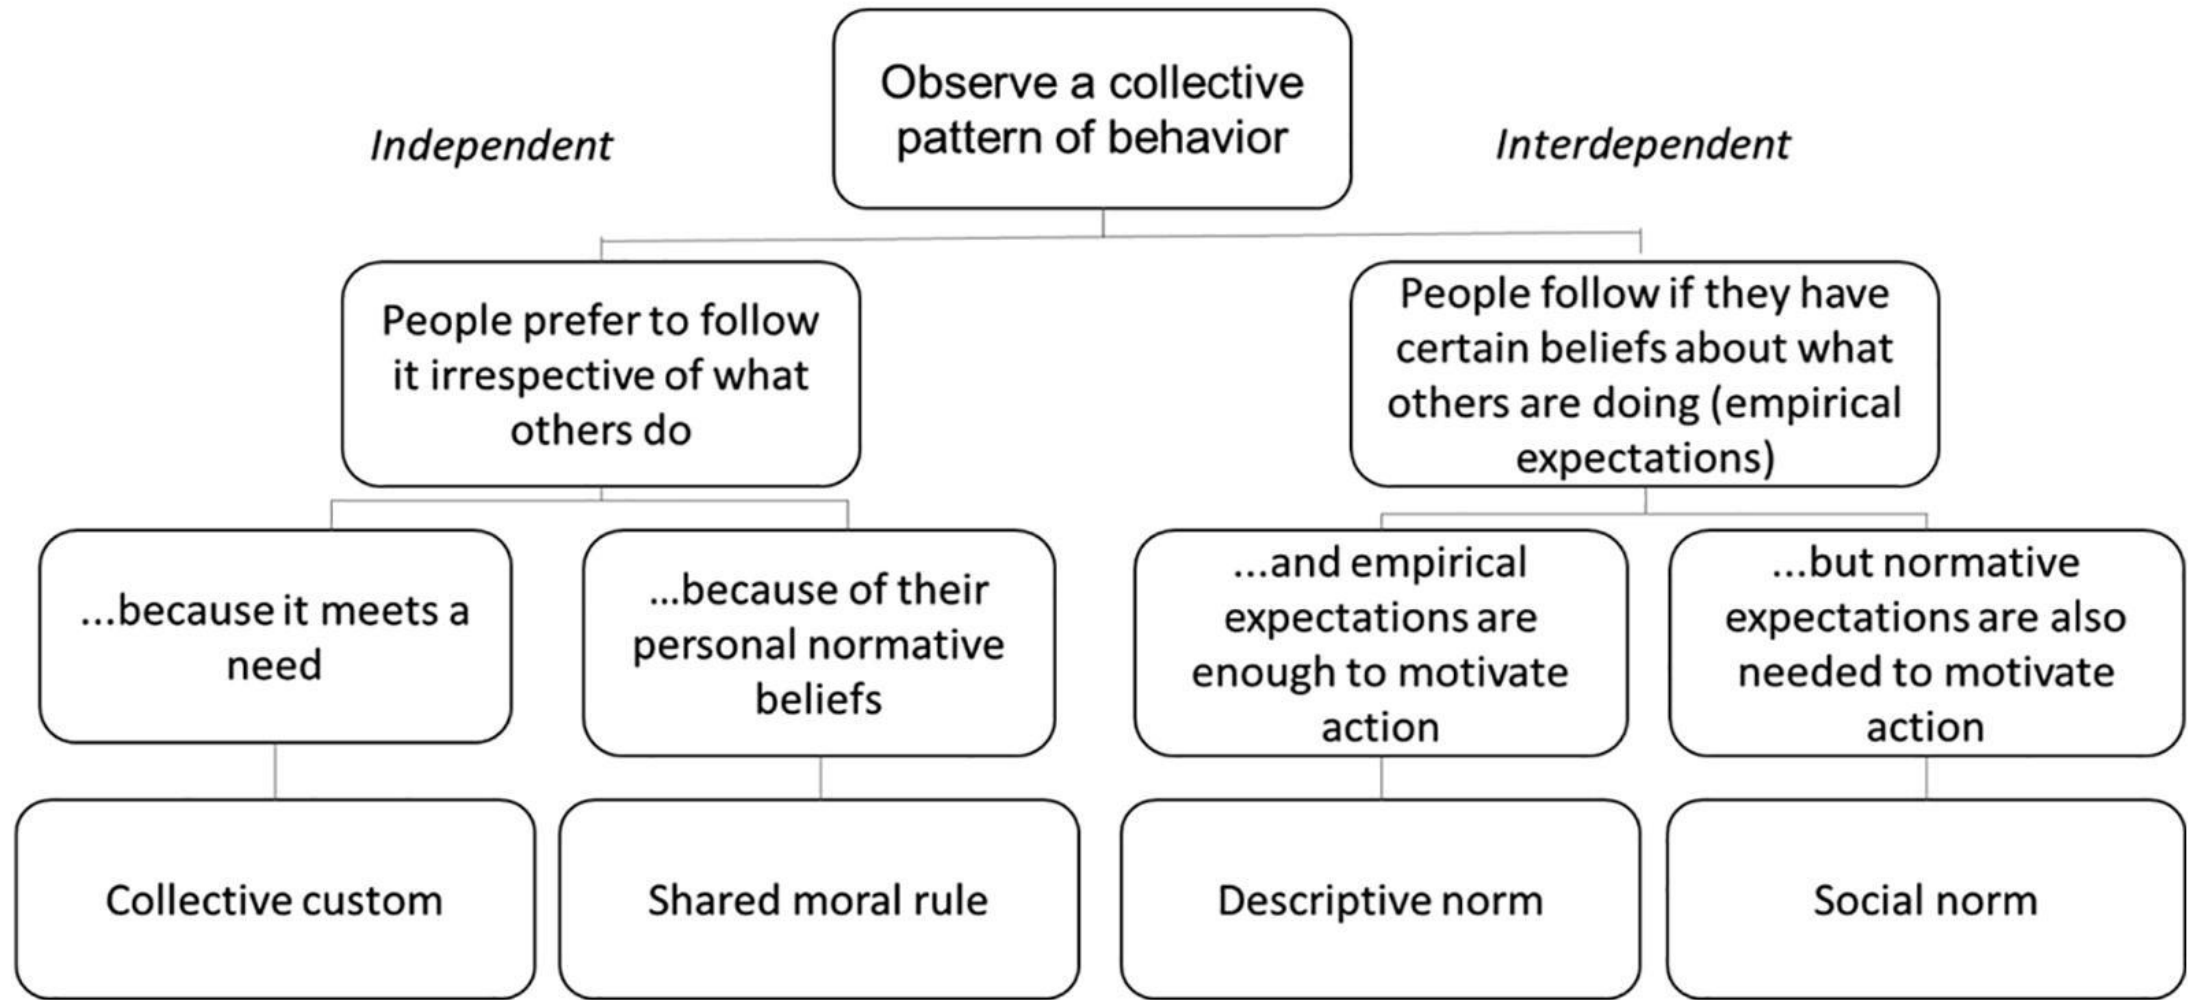 Observe a collective
pattern of behavior
Independent
Interdependent
People prefer to follow
it irrespective of what
others do
People follow if they have
certain beliefs about what
others are doing (empirical
expectations)
...because it meets a
need
...because of their
personal normative
beliefs
...and empirical
expectations are
enough to motivate
action
...but normative
expectations are also
needed to motivate
action
Collective custom
Shared moral rule
Descriptive norm
Social norm